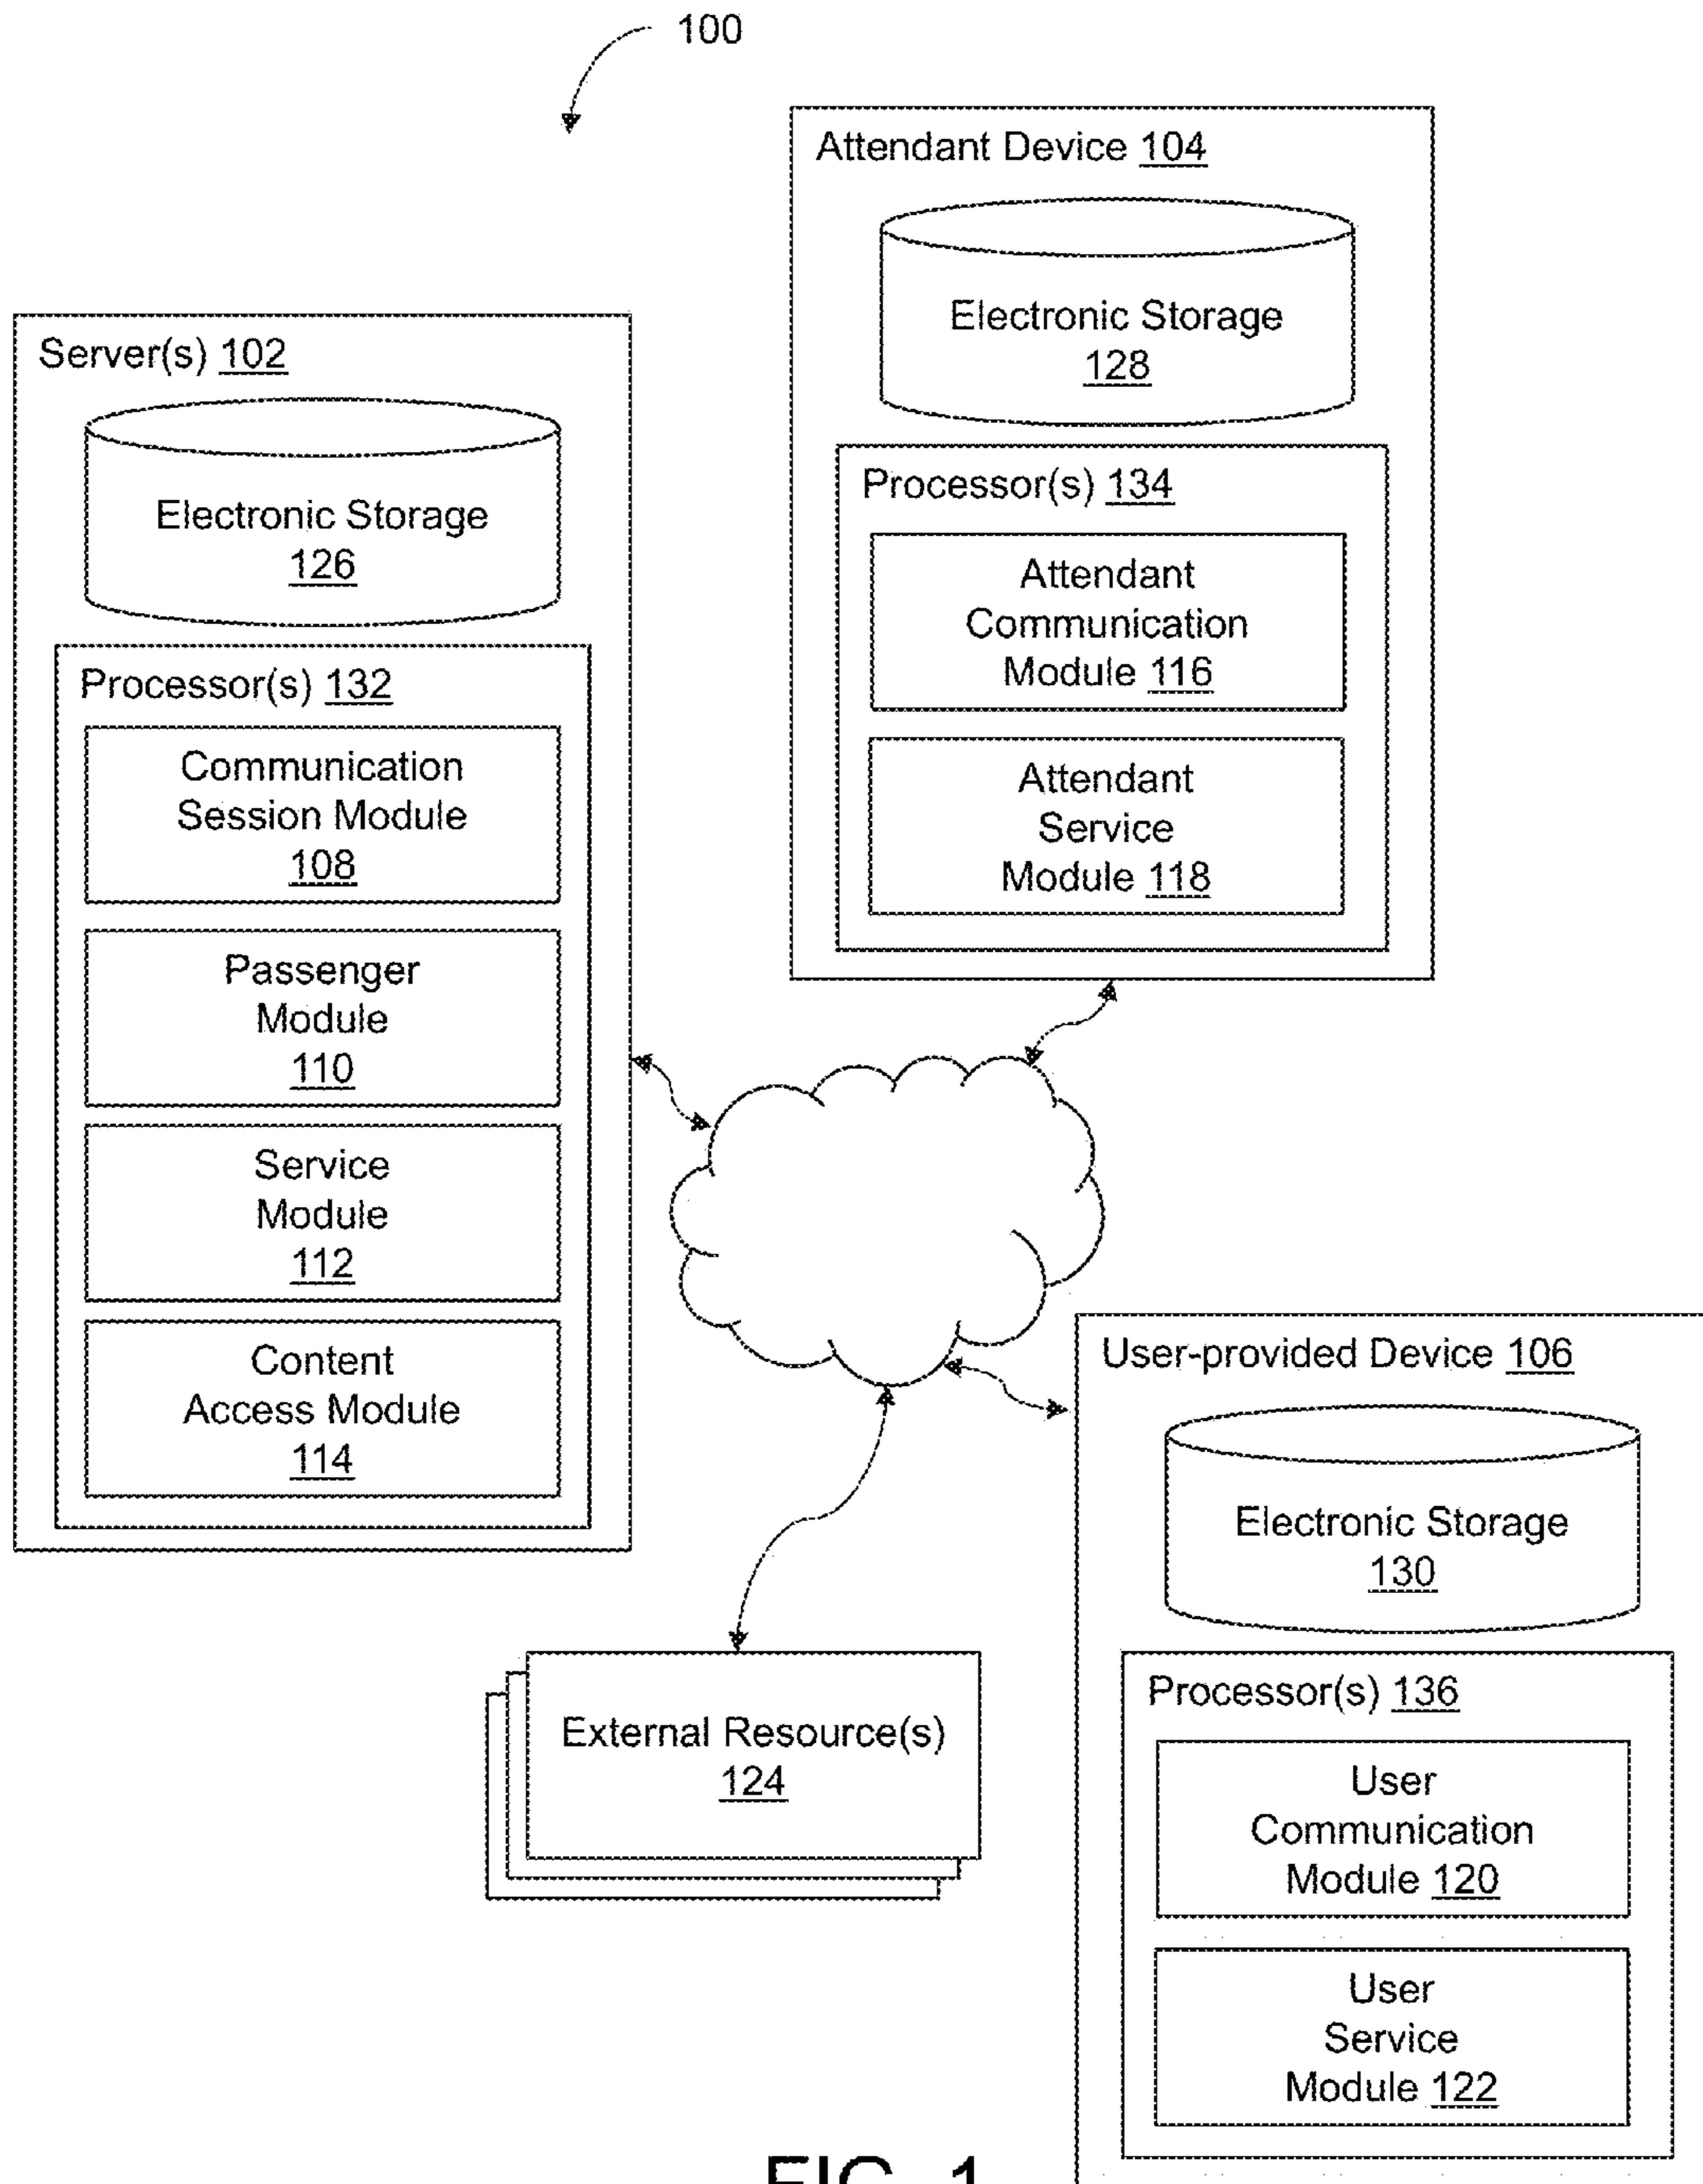 100
Attendant Device 104
Electronic Storage
128
Processor(s) 134
Attendant
Communication
Module 116
Attendant
Service
Module 118
Server(s) 102
Electronic Storage
126
Processor(s) 132
Communication
Session Module
108
Passenger
Module
110
Service
Module
112
Content
Access Module
114
External Resource(s)
124
User-provided Device 106
Electronic Storage
130
Processor(s) 136
User
Communication
Module 120
User
Service
Module 122
FIG. 1